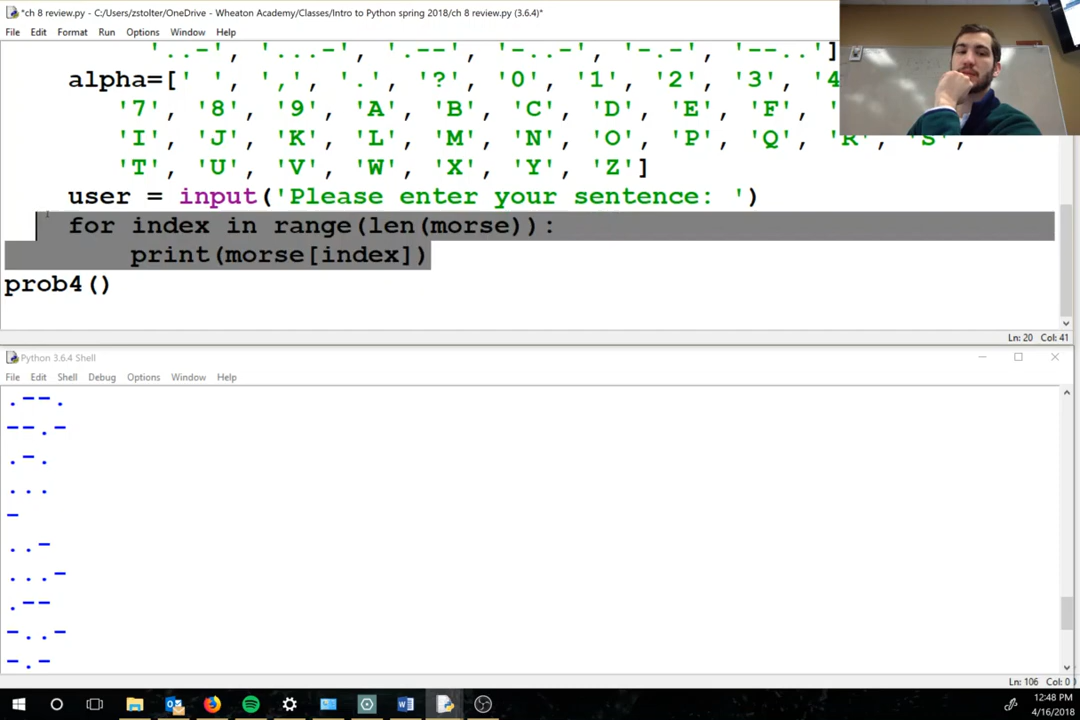 *ch 8 review.py - C:/Users/zstolter/OneDrive - Wheaton Academy/Classes/Intro to Python spring 2018/ch 8 review.py (3.6.4)*
File Edit Format Run Options Window Help
'..-', '...-', '.--', '-..-', '-.-', '--..']
alpha=[' ', ',', '.', '?', '0', '1', '2', '3', '4
'7', '8', '9', 'A', 'B', 'C', 'D', 'E', 'F',
'I', 'J', 'K', 'L', 'M', 'N', 'O', 'P', 'Q', 'R', 'S',
'T', 'U', 'V', 'W', 'X', 'Y', 'Z']
user = input('Please enter your sentence: ')
for index in range(len(morse)):
print(morse[index])
prob4()
Ln: 20 Col: 41
Python 3.6.4 Shell
File Edit Shell Debug Options Window Help
.--.
--.-
.-.
...
-
..-
...-
.--
-..-
-.-
Ln: 106 Col: 0
12:48 PM
4/16/2018